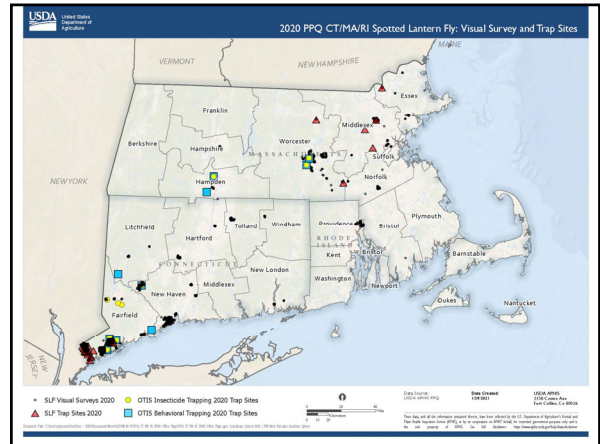 USDA United States
Department of
Agriculture
2020 PPQ CT/MA/RI Spotted Lantern Fly: Visual Survey and Trap Sites
MAINE
VERMONT
NEW HAMPSHIRE
Essex
Franklin
Middlesex
Worcester
Berkshire
Hampshire
MASSACHUSETTS
Suffolk
Hampden
Norfolk
NEW YORK
Plymouth
Litchfield
Tolland
Windham
Providence
Bristol
Hartford
RHODE
ISLAND
Barnstable
Kent
Bristol
CONNECTICUT
New London
Middlesex
Washington
Newport
New Haven
Dukes
Nantucket
Fairfield
NEW
JERSEY
SLF Visual Surveys 2020
OTIS Insecticide Trapping 2020 Trap Sites
SLF Trap Sites 2020
OTIS Behavioral Trapping 2020 Trap Sites
Data Source:
USDA APHIS PPQ
Date Created:
1/29/2021
USDA APHIS
2150 Centre Ave
Fort Collins, Co 80526